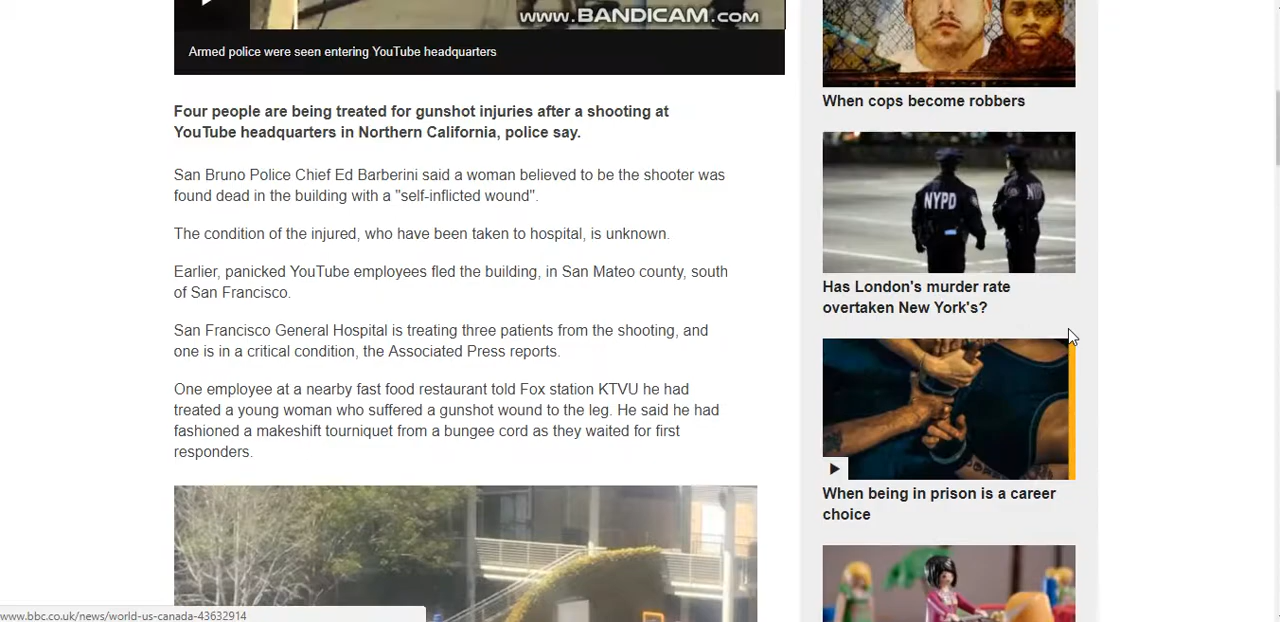 www.BANDICAM.com
Armed police were seen entering YouTube headquarters
Four people are being treated for gunshot injuries after a shooting at
YouTube headquarters in Northern California, police say.
San Bruno Police Chief Ed Barberini said a woman believed to be the shooter was
found dead in the building with a "self-inflicted wound".
The condition of the injured, who have been taken to hospital, is unknown.
Earlier, panicked YouTube employees fled the building, in San Mateo county, south
of San Francisco.
San Francisco General Hospital is treating three patients from the shooting, and
one is in a critical condition, the Associated Press reports.
One employee at a nearby fast food restaurant told Fox station KTVU he had
treated a young woman who suffered a gunshot wound to the leg. He said he had
fashioned a makeshift tourniquet from a bungee cord as they waited for first
responders.
When cops become robbers
NYPD
Has London's murder rate
overtaken New York's?
When being in prison is a career
choice
www.bbc.co.uk/news/world-us-canada-43632914